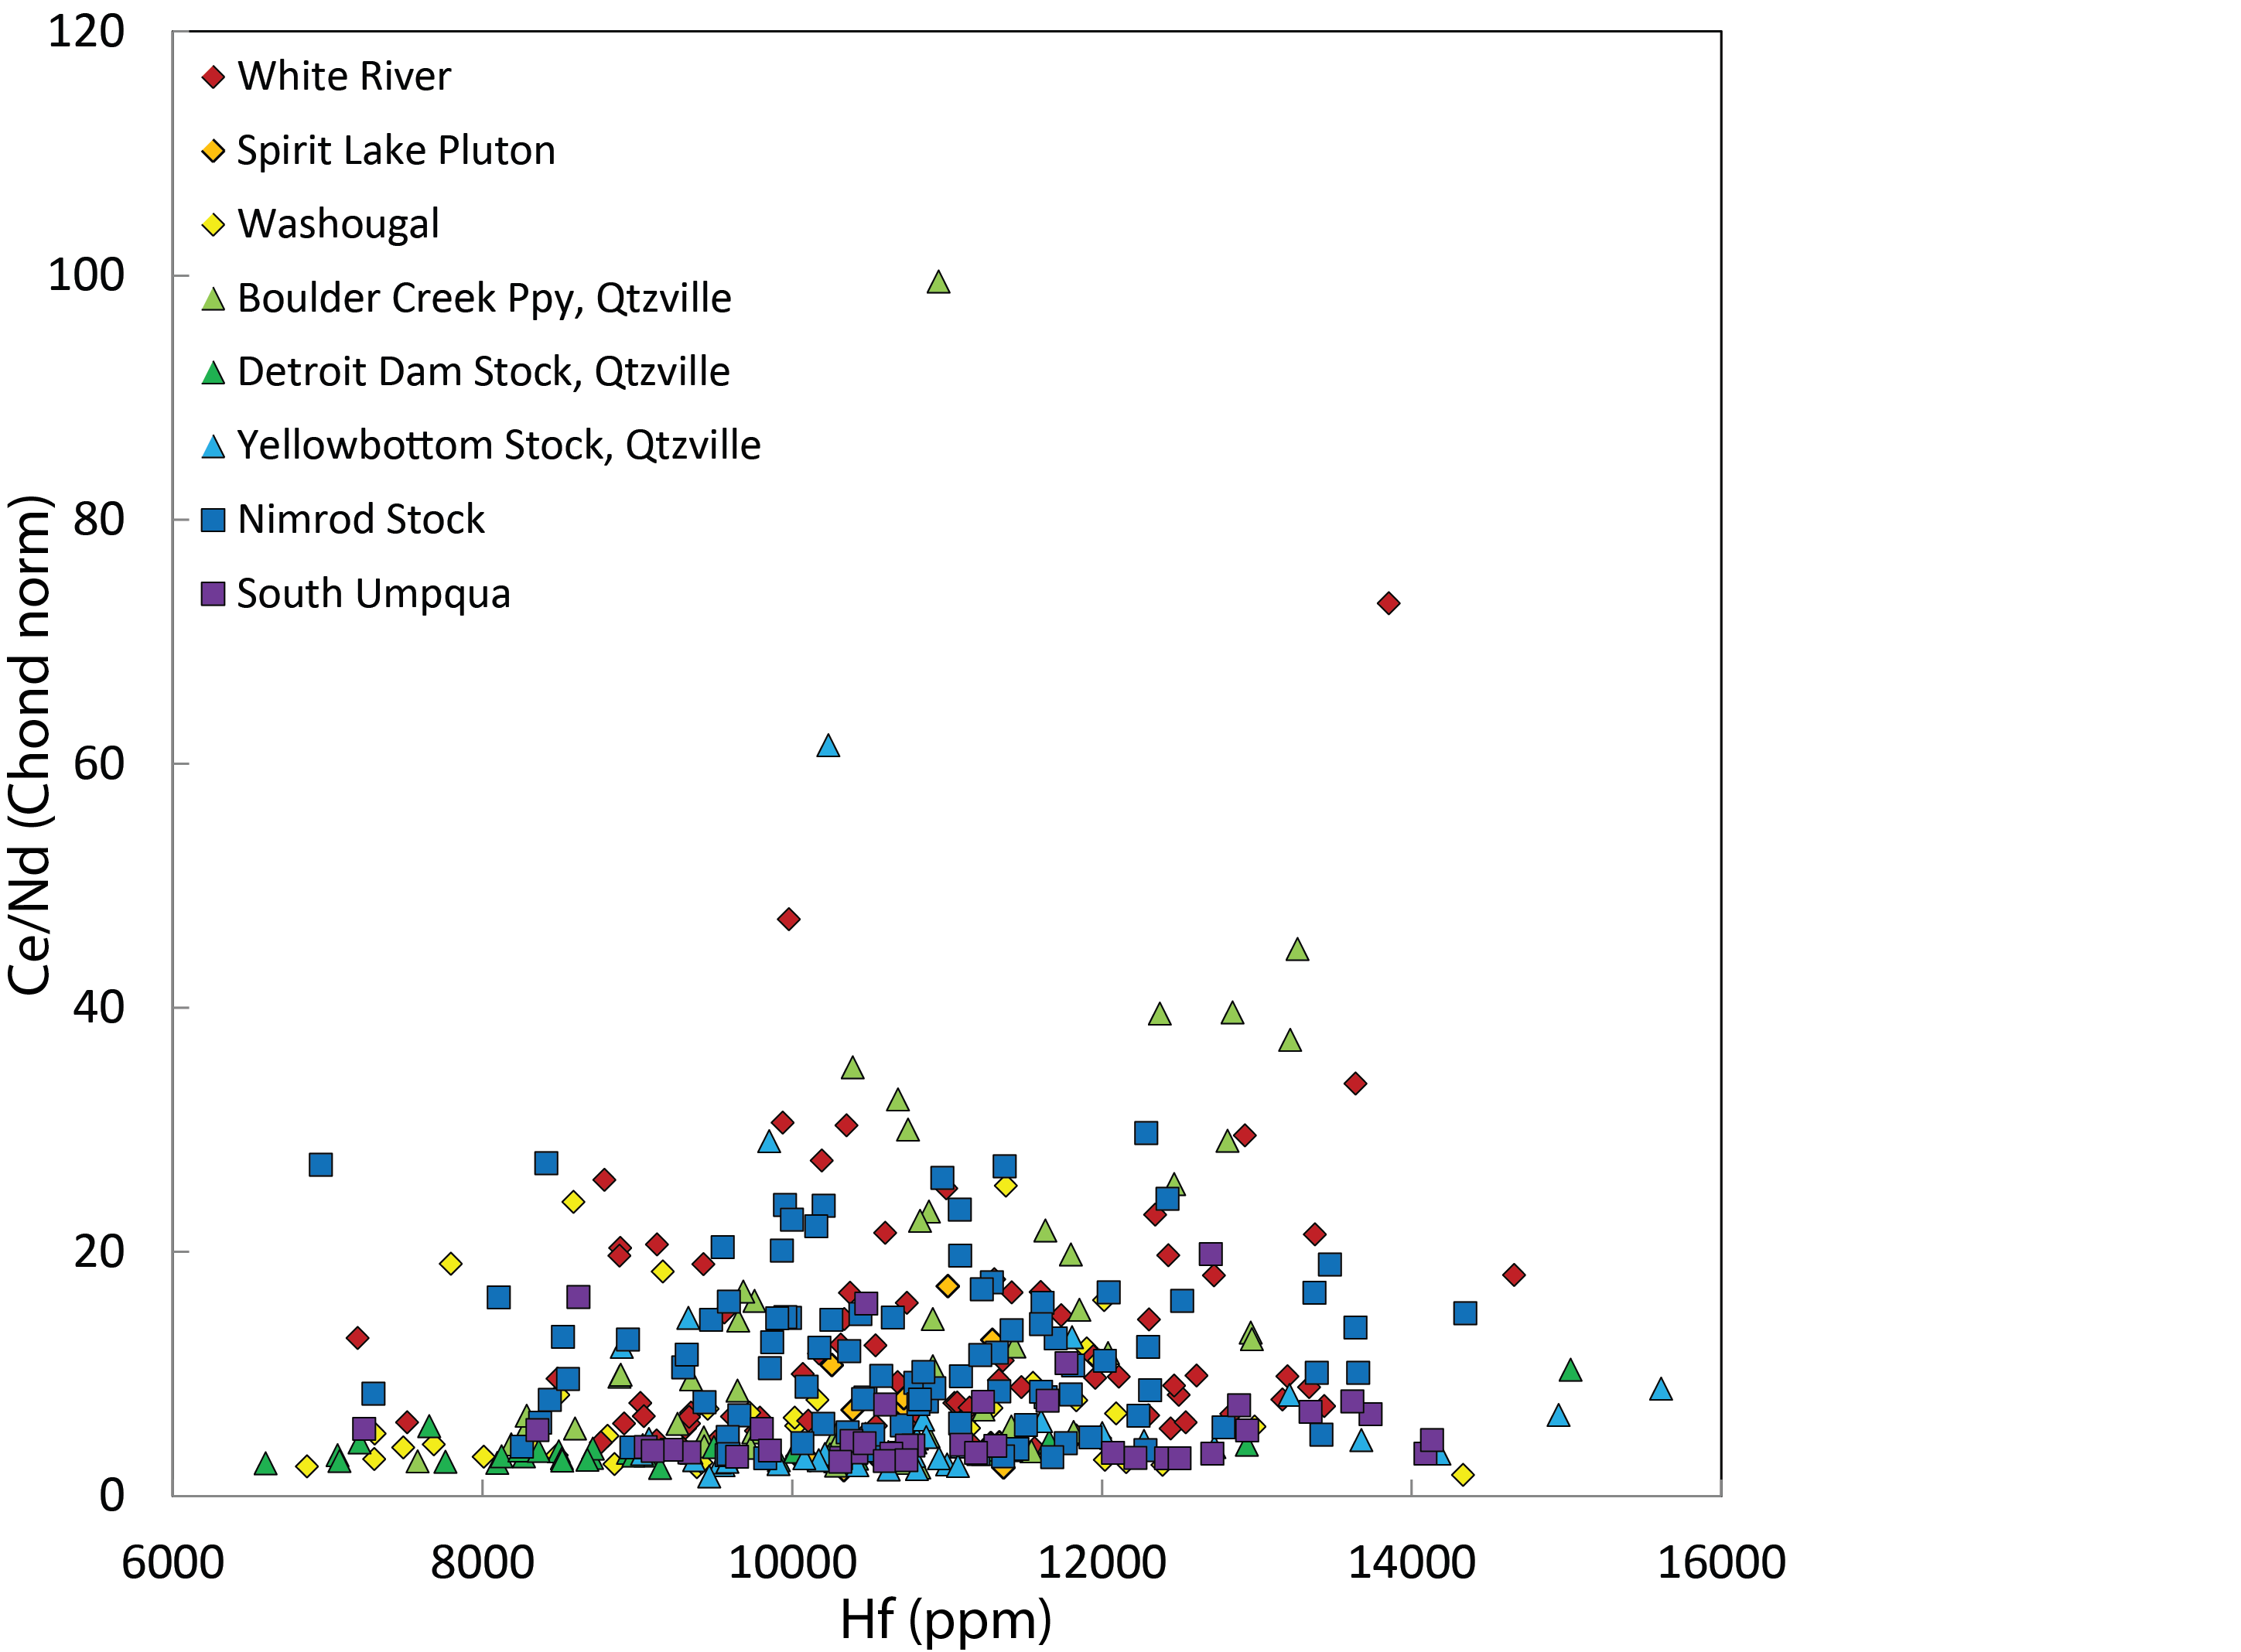 120
White River
Spirit Lake Pluton
Washougal
100
Boulder Creek Ppy, Qtzville
Detroit Dam Stock, Qtzville
Yellowbottom Stock, Qtzville
80
Nimrod Stock
South Umpqua
Ce/Nd (Chond norm)
60
40
20
0
6000 8000 10000 12000 14000 16000
Hf (ppm)